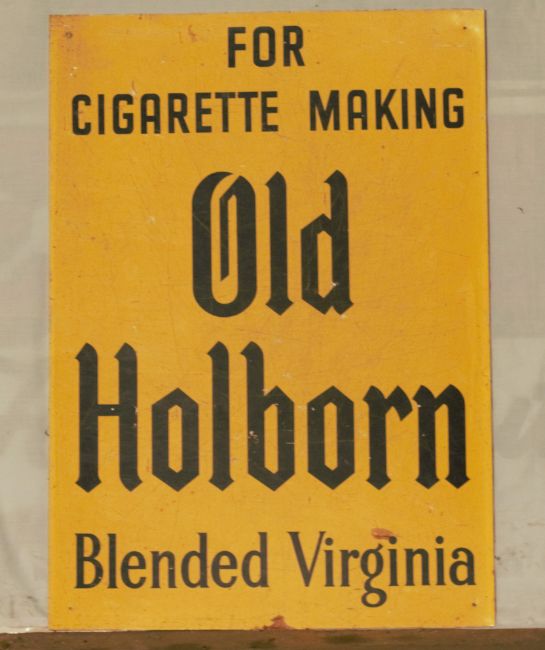 FOR
CIGARETTE MAKING
Old
Holborn
Blended Virginia